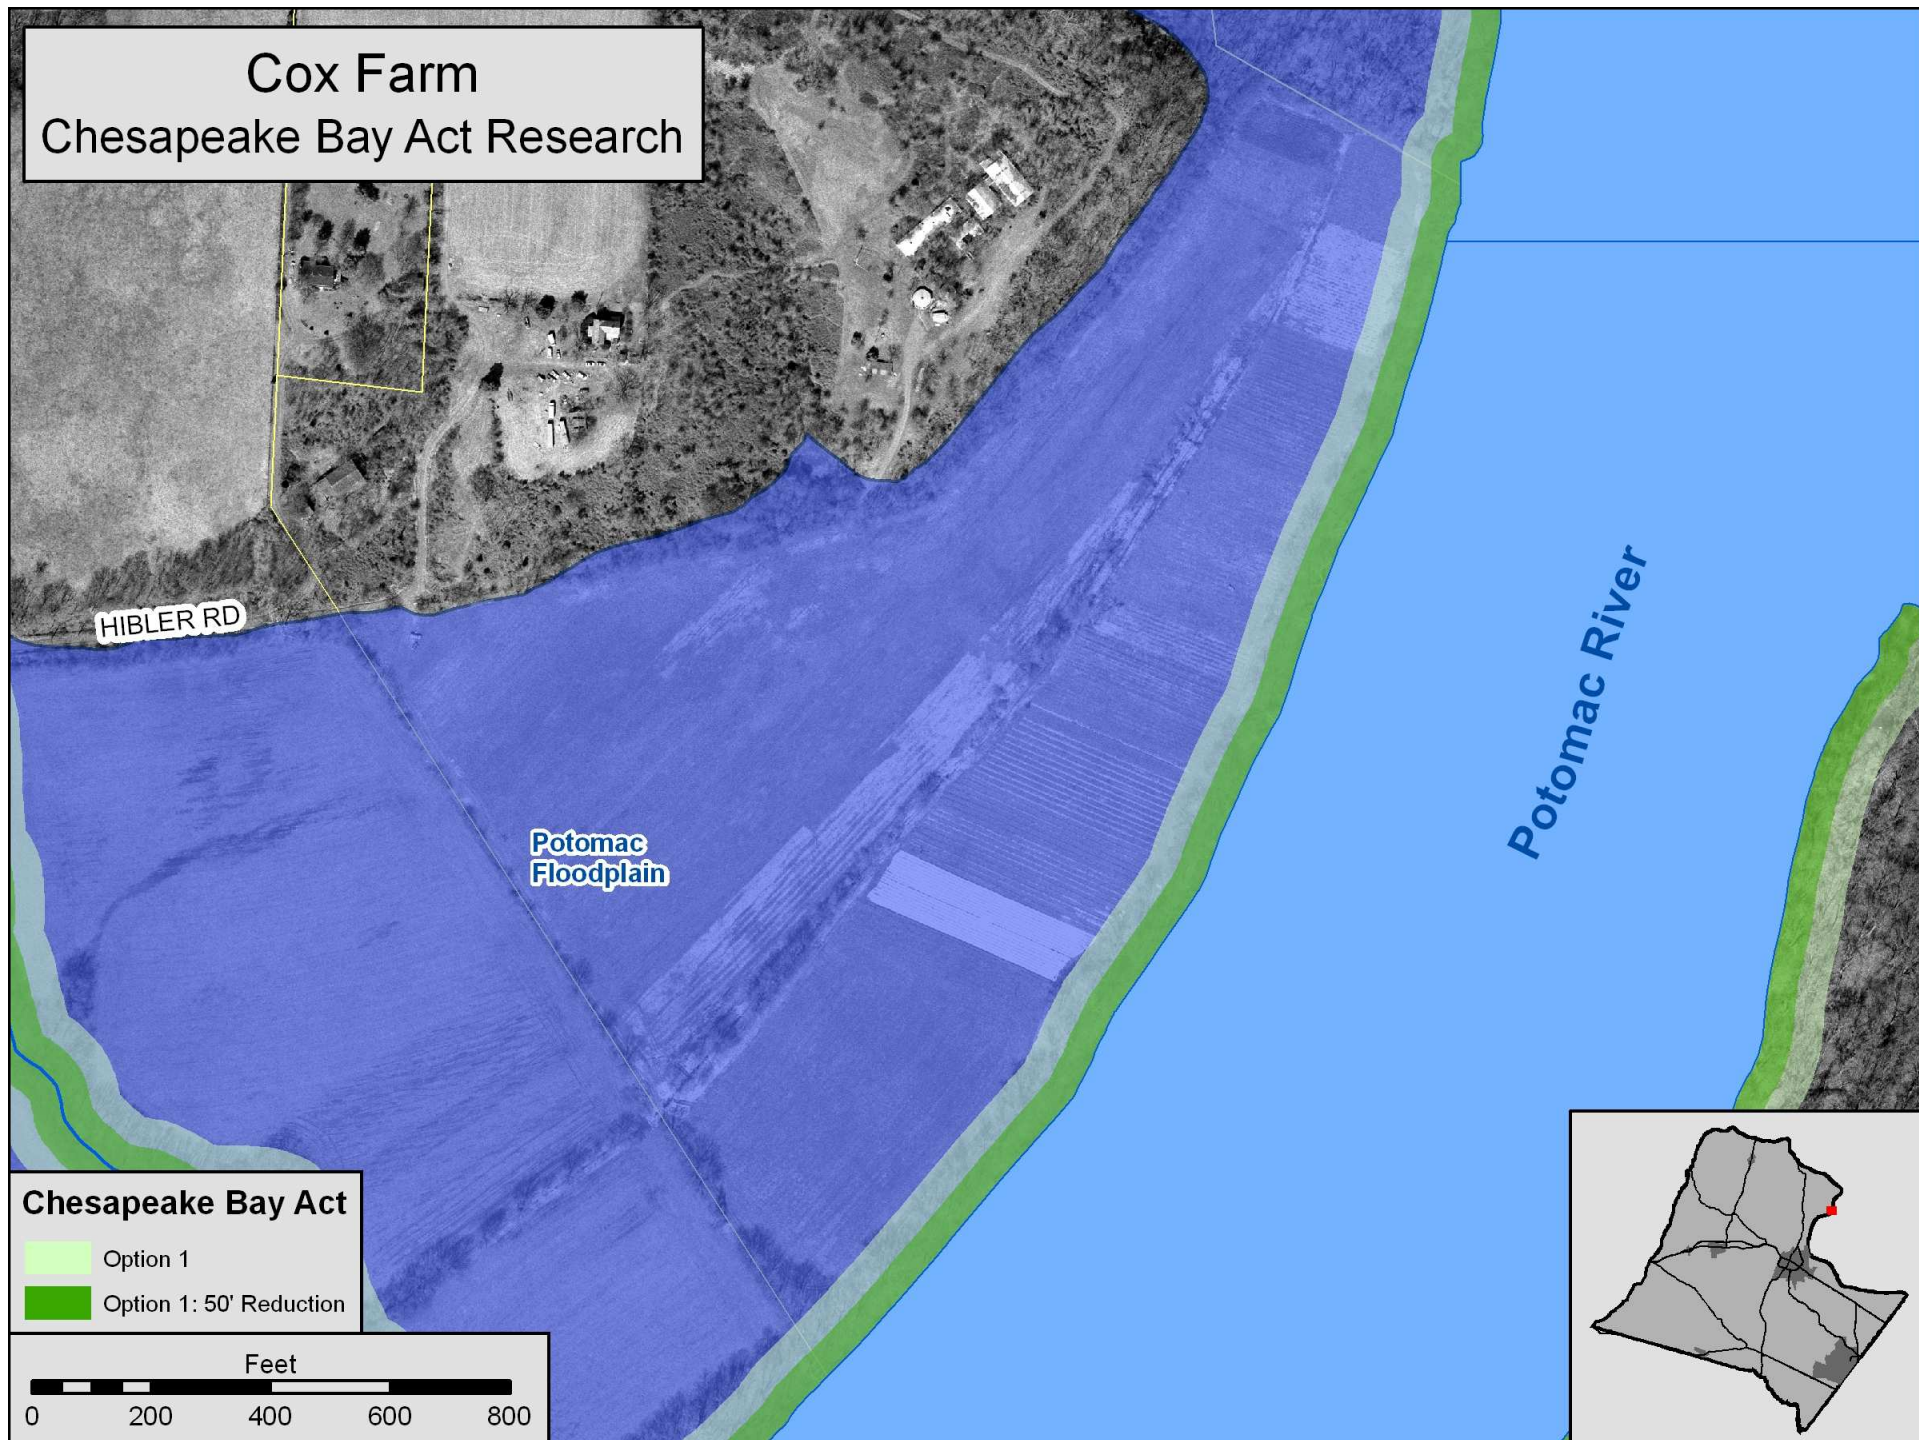 Cox Farm
Chesapeake Bay Act Research
HIBLER RD
Potomac River
Potomac
Floodplain
Chesapeake Bay Act
Option 1
Option 1: 50' Reduction
Feet
0 200 400 600 800